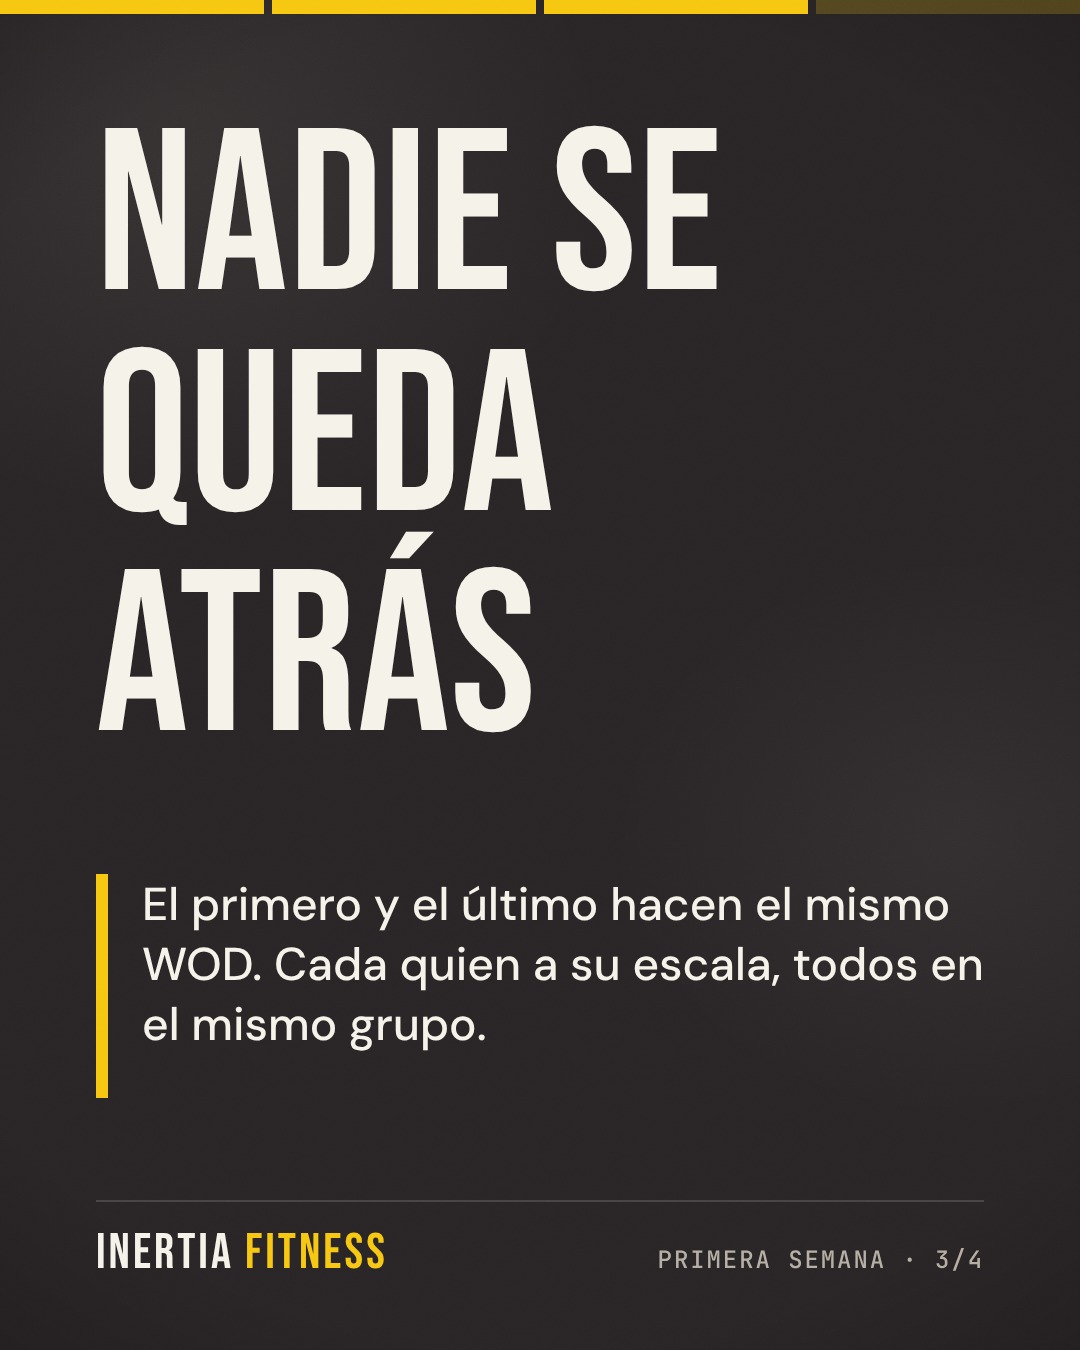 NADIE SE
QUEDA
ATRÁS
El primero y el último hacen el mismo
WOD. Cada quien a su escala, todos en
el mismo grupo.
INERTIA FITNESS
PRIMERA SEMANA · 3/4